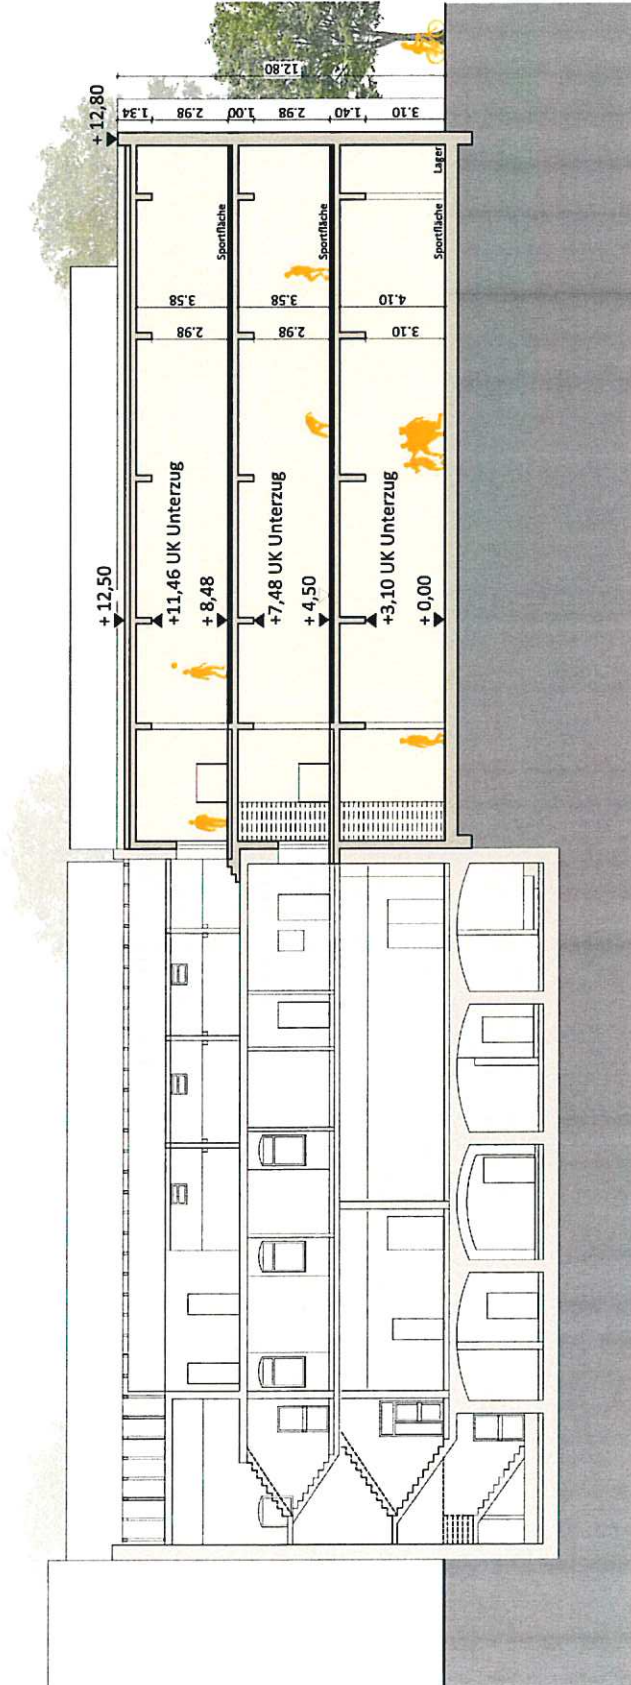 + 12,80
+ 12,50
12.80
1.34
2.98
1.00
2.98
1.40
3.10
+11,46 UK Unterzug
+ 8,48
3.58
2.98
Sportfläche
+7,48 UK Unterzug
+ 4,50
3.58
2.98
Sportfläche
+3,10 UK Unterzug
+ 0,00
4.10
3.10
Sportfläche
Lager